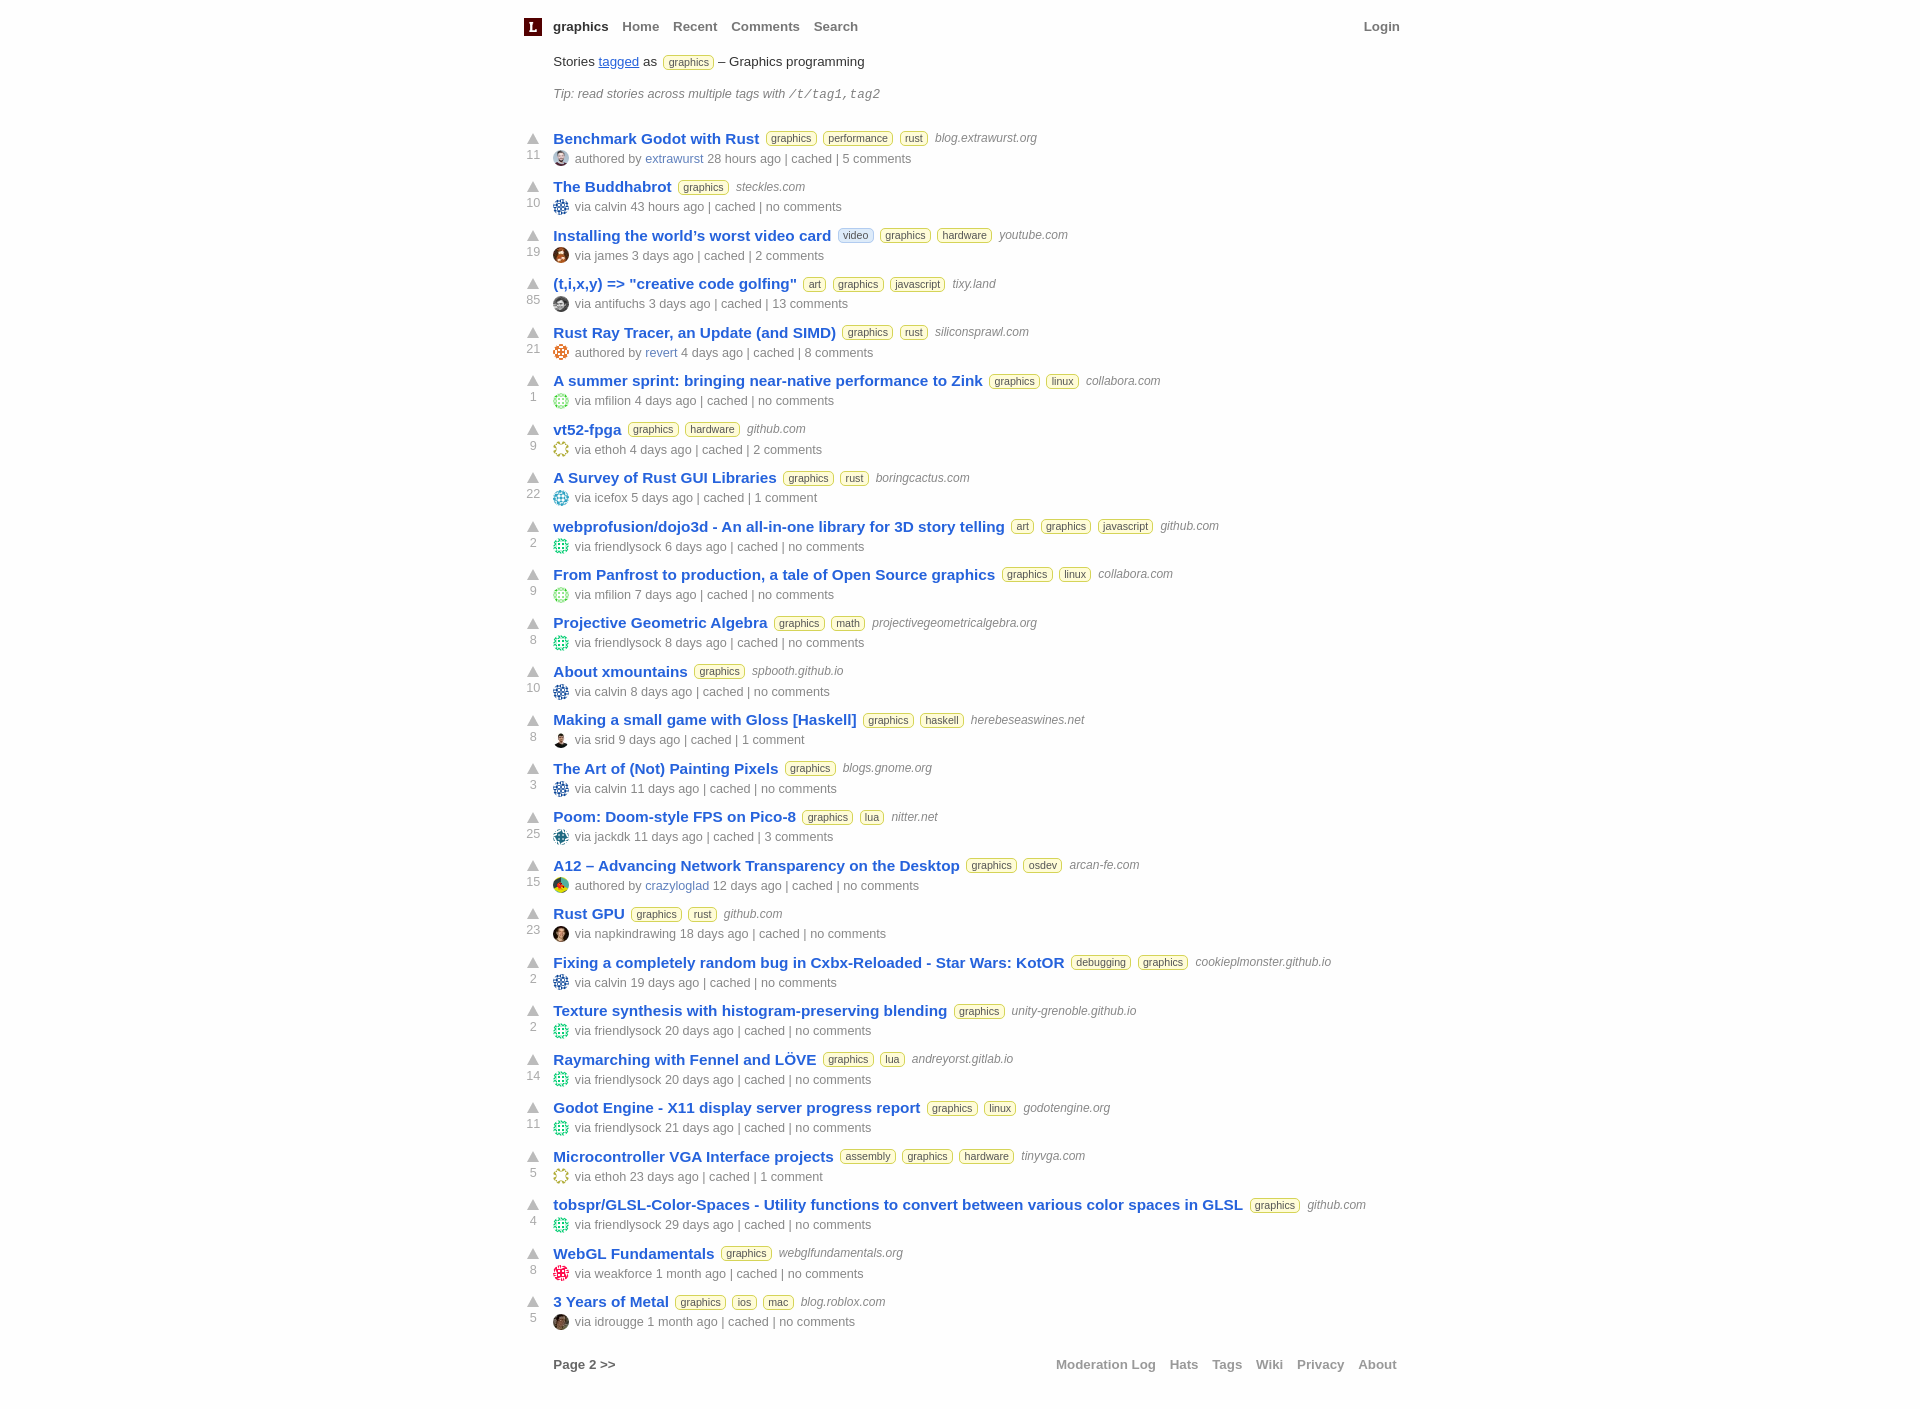 L graphics Home Recent Comments Search Login
Stories tagged as graphics – Graphics programming
Tip: read stories across multiple tags with /t/tag1,tag2
Benchmark Godot with Rust graphics performance rust blog.extrawurst.org
11 authored by extrawurst 28 hours ago | cached | 5 comments
The Buddhabrot graphics steckles.com
10 via calvin 43 hours ago | cached | no comments
Installing the world’s worst video card video graphics hardware youtube.com
19 via james 3 days ago | cached | 2 comments
(t,i,x,y) => "creative code golfing" art graphics javascript tixy.land
85 via antifuchs 3 days ago | cached | 13 comments
Rust Ray Tracer, an Update (and SIMD) graphics rust siliconsprawl.com
21 authored by revert 4 days ago | cached | 8 comments
A summer sprint: bringing near-native performance to Zink graphics linux collabora.com
1 via mfilion 4 days ago | cached | no comments
vt52-fpga graphics hardware github.com
9 via ethoh 4 days ago | cached | 2 comments
A Survey of Rust GUI Libraries graphics rust boringcactus.com
22 via icefox 5 days ago | cached | 1 comment
webprofusion/dojo3d - An all-in-one library for 3D story telling art graphics javascript github.com
2 via friendlysock 6 days ago | cached | no comments
From Panfrost to production, a tale of Open Source graphics graphics linux collabora.com
9 via mfilion 7 days ago | cached | no comments
Projective Geometric Algebra graphics math projectivegeometricalgebra.org
8 via friendlysock 8 days ago | cached | no comments
About xmountains graphics spbooth.github.io
10 via calvin 8 days ago | cached | no comments
Making a small game with Gloss [Haskell] graphics haskell herebeseaswines.net
8 via srid 9 days ago | cached | 1 comment
The Art of (Not) Painting Pixels graphics blogs.gnome.org
3 via calvin 11 days ago | cached | no comments
Poom: Doom-style FPS on Pico-8 graphics lua nitter.net
25 via jackdk 11 days ago | cached | 3 comments
A12 – Advancing Network Transparency on the Desktop graphics osdev arcan-fe.com
15 authored by crazyloglad 12 days ago | cached | no comments
Rust GPU graphics rust github.com
23 via napkindrawing 18 days ago | cached | no comments
Fixing a completely random bug in Cxbx-Reloaded - Star Wars: KotOR debugging graphics cookieplmonster.github.io
2 via calvin 19 days ago | cached | no comments
Texture synthesis with histogram-preserving blending graphics unity-grenoble.github.io
2 via friendlysock 20 days ago | cached | no comments
Raymarching with Fennel and LÖVE graphics lua andreyorst.gitlab.io
14 via friendlysock 20 days ago | cached | no comments
Godot Engine - X11 display server progress report graphics linux godotengine.org
11 via friendlysock 21 days ago | cached | no comments
Microcontroller VGA Interface projects assembly graphics hardware tinyvga.com
5 via ethoh 23 days ago | cached | 1 comment
tobspr/GLSL-Color-Spaces - Utility functions to convert between various color spaces in GLSL graphics github.com
4 via friendlysock 29 days ago | cached | no comments
WebGL Fundamentals graphics webglfundamentals.org
8 via weakforce 1 month ago | cached | no comments
3 Years of Metal graphics ios mac blog.roblox.com
5 via idrougge 1 month ago | cached | no comments
Page 2 >> Moderation Log Hats Tags Wiki Privacy About